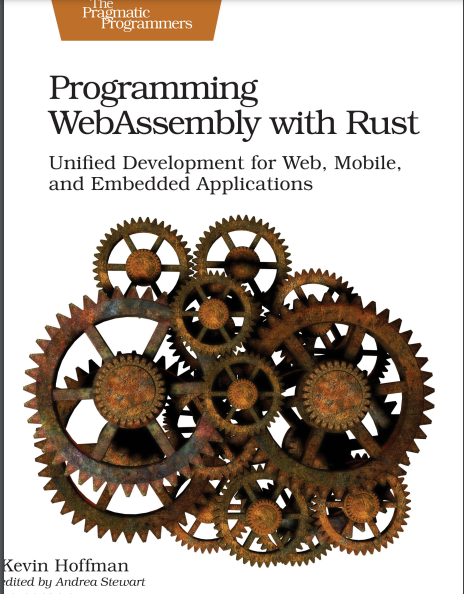 The
Pragmatic
Programmers
Programming
WebAssembly with Rust
Unified Development for Web, Mobile,
and Embedded Applications
Kevin Hoffman
edited by Andrea Stewart